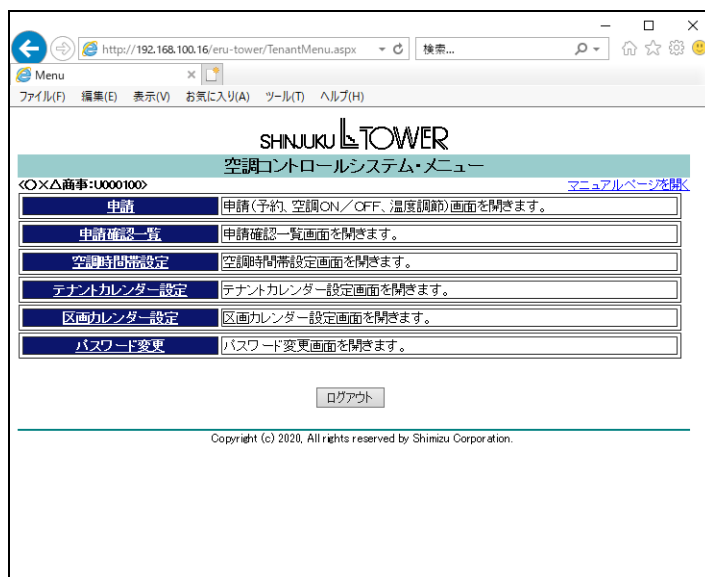 http://192.168.100.16/eru-tower/TenantMenu.aspx 検索...
Menu
ファイル(F) 編集(E) 表示(V) お気に入り(A) ツール(T) ヘルプ(H)
SHINJUKU L TOWER
空調コントロールシステム・メニュー
<○×△商事:U000100> マニュアルページを開く
申請 申請(予約、空調ON/OFF、温度調節)画面を開きます。
申請確認一覧 申請確認一覧画面を開きます。
空調時間帯設定 空調時間帯設定画面を開きます。
テナントカレンダー設定 テナントカレンダー設定画面を開きます。
区画カレンダー設定 区画カレンダー設定画面を開きます。
パスワード変更 パスワード変更画面を開きます。
ログアウト
Copyright (c) 2020, All rights reserved by Shimizu Corporation.